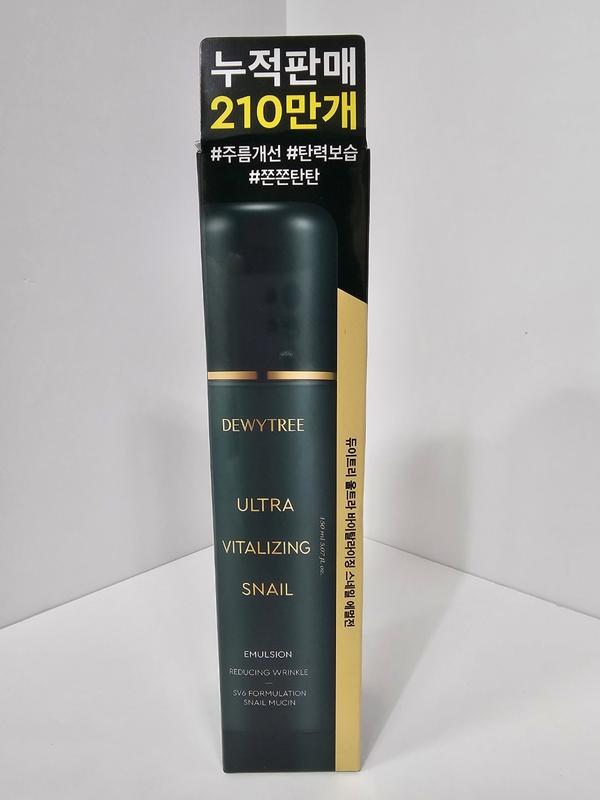 누적판매
210만개
#주름개선 #탄력보습
#쫀쫀탄탄
DEWYTREE
ULTRA
VITALIZING
SNAIL
150 ml 5.07 fl. oz.
EMULSION
REDUCING WRINKLE
SV6 FORMULATION
SNAIL MUCIN
듀이트리 울트라 바이탈라이징 스네일 에멀전